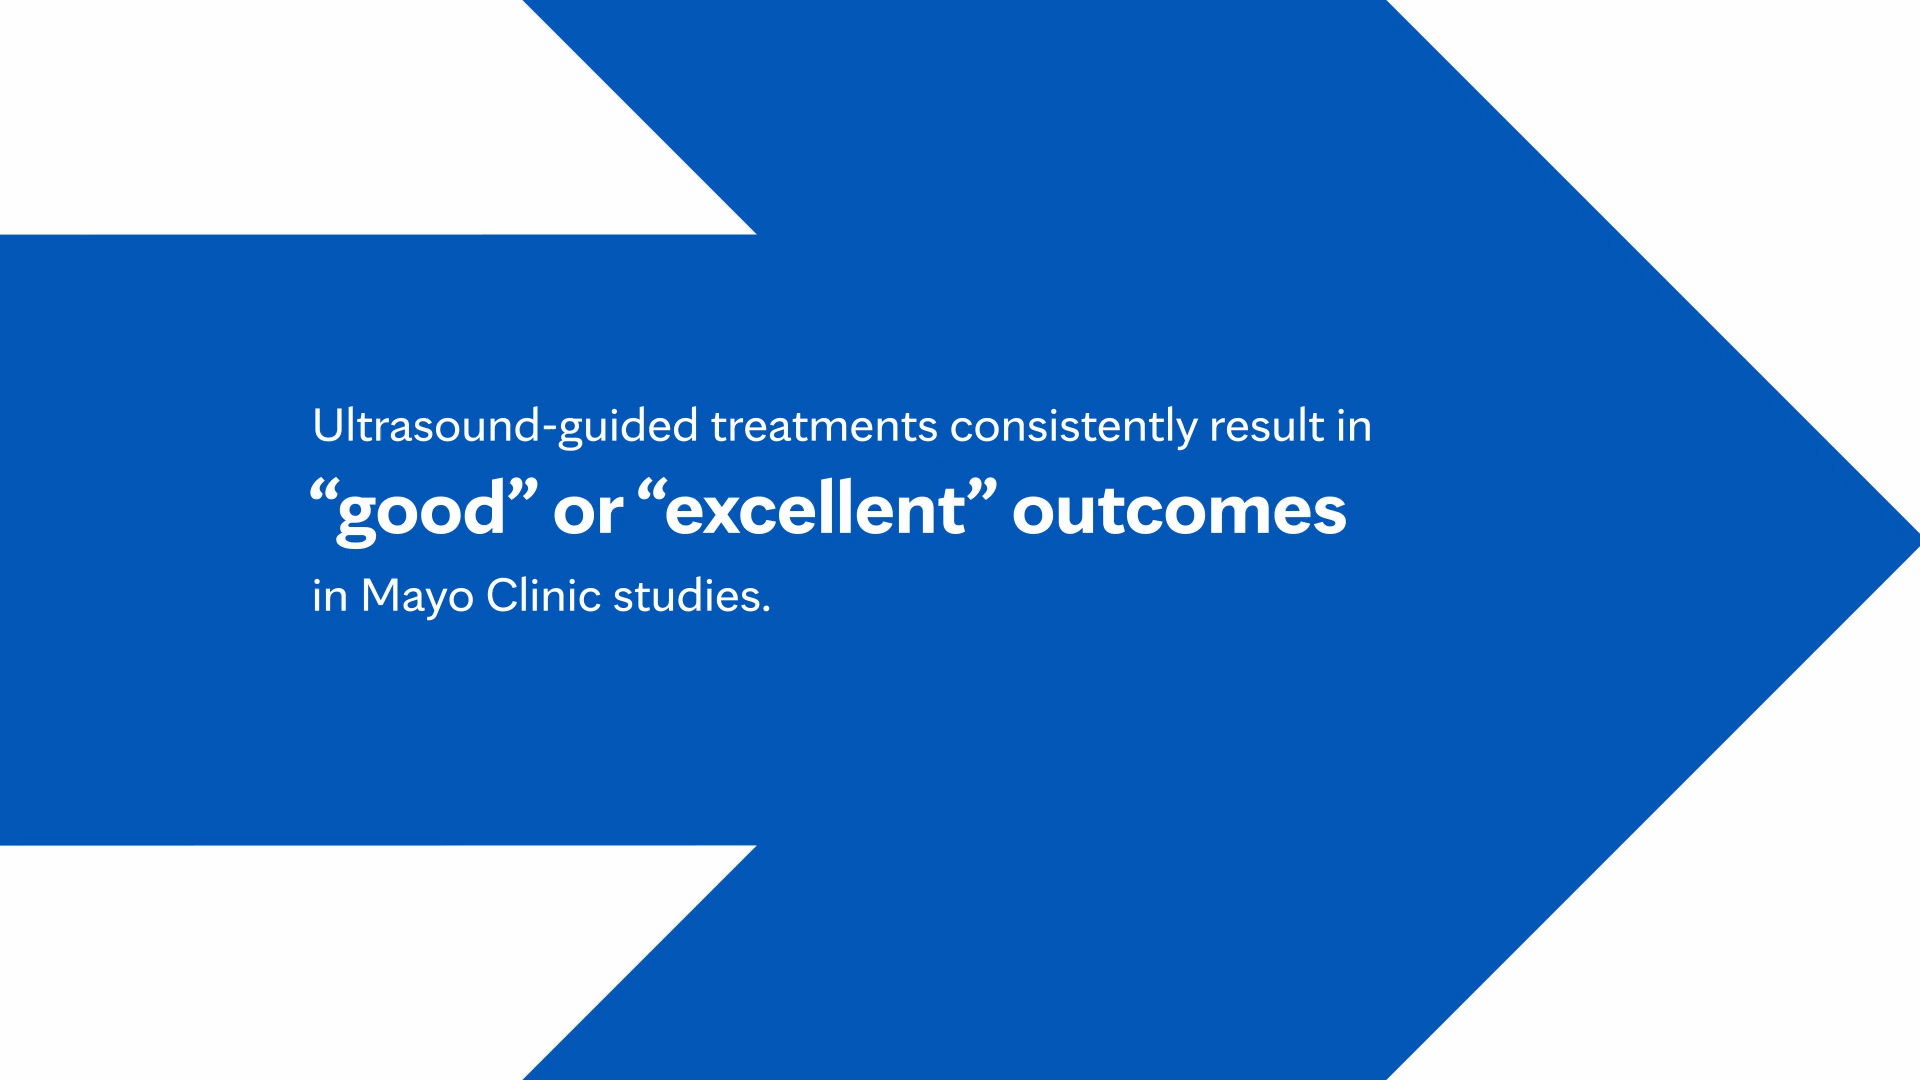 Ultrasound-guided treatments consistently result in
“good” or “excellent” outcomes
in Mayo Clinic studies.